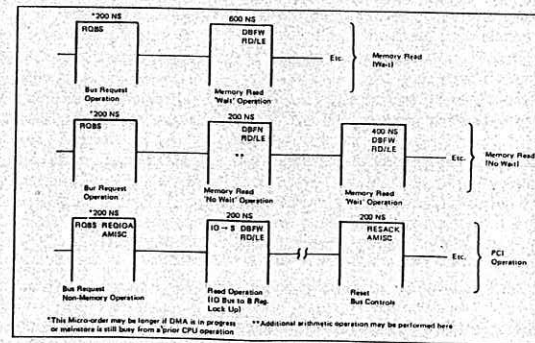 *200 NS
600 NS
RQBS
DBFW
RD/LE
Etc.
Memory Read
(Wait)
Bus Request
Operation
Memory Read
'Wait' Operation
*200 NS
200 NS
400 NS
RQBS
DBFN
**
DBFW
RD/LE
Etc.
Memory Read
(No Wait)
Bus Request
Operation
Memory Read
'No Wait' Operation
Memory Read
'Wait' Operation
*200 NS
200 NS
200 NS
RQBS REQIOA
AMISC
IO → S DBFW
RD/LE
RESACK
AMISC
Etc.
PCI
Operation
Bus Request
Non-Memory Operation
Read Operation
(IO Bus to B Reg.
Lock Up)
Reset
Bus Controls
*This Micro-order may be longer if DMA is in progress
or mainstore is still busy from a prior CPU operation
**Additional arithmetic operation may be performed here